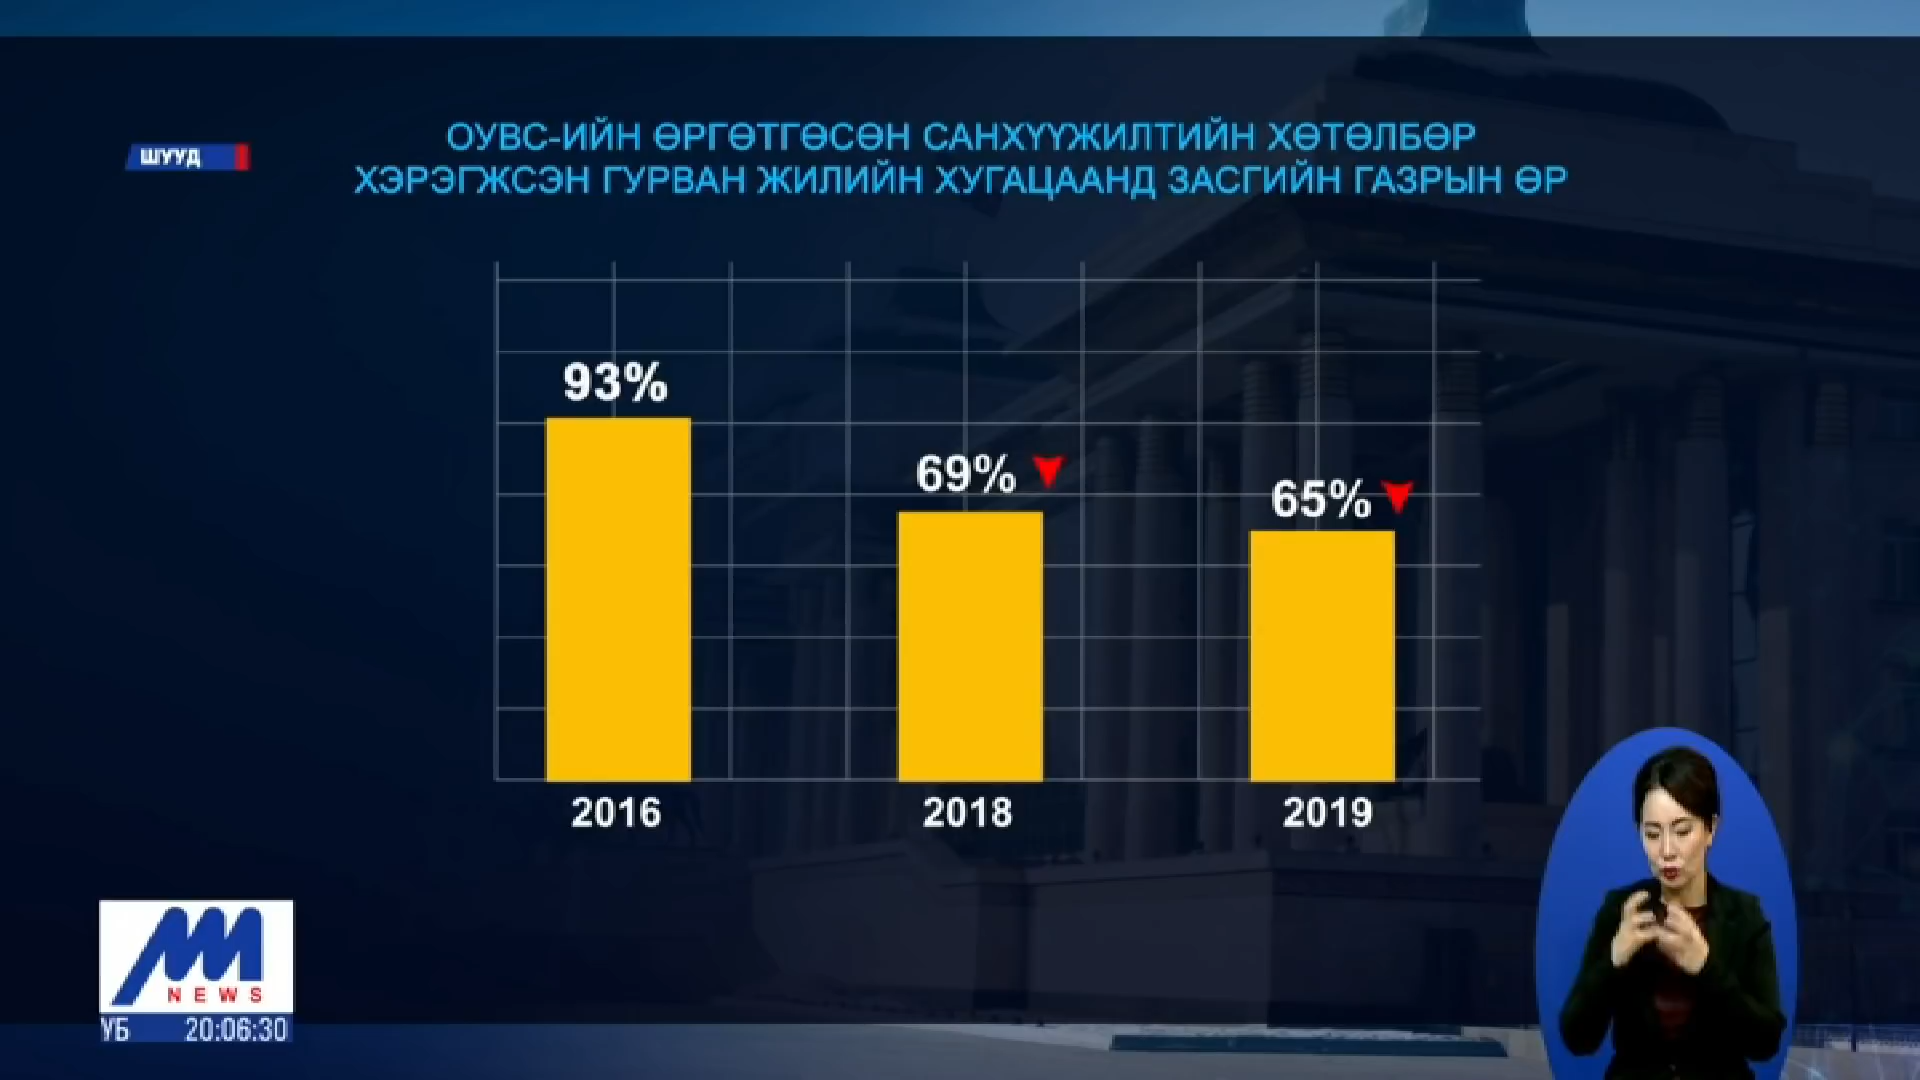 ШУУД
ОУВС-ИЙН ӨРГӨТГӨСӨН САНХҮҮЖИЛТИЙН ХӨТӨЛБӨР
ХЭРЭГЖСЭН ГУРВАН ЖИЛИЙН ХУГАЦААНД ЗАСГИЙН ГАЗРЫН ӨР
93%
69%
65%
2016
2018
2019
NEWS
УБ 20:06:30